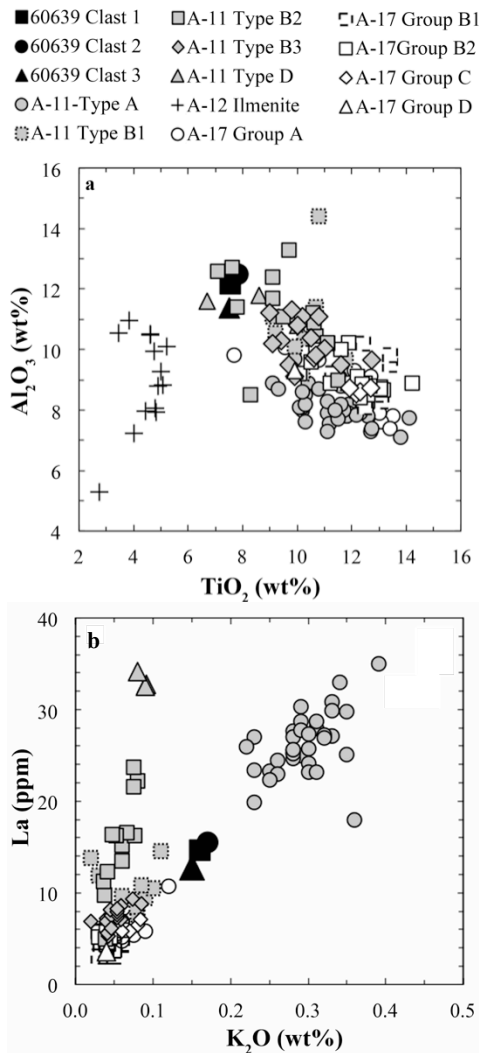 60639 Clast 1 A-11 Type B2 A-17 Group B1
60639 Clast 2 A-11 Type B3 A-17Group B2
60639 Clast 3 A-11 Type D A-17 Group C
A-11-Type A A-12 Ilmenite A-17 Group D
A-11 Type B1 A-17 Group A
16
a
14
12
10
8
6
4
Al₂O₃ (wt%)
2 4 6 8 10 12 14 16
TiO₂ (wt%)
40
b
30
20
10
0
La (ppm)
0.0 0.1 0.2 0.3 0.4 0.5
K₂O (wt%)